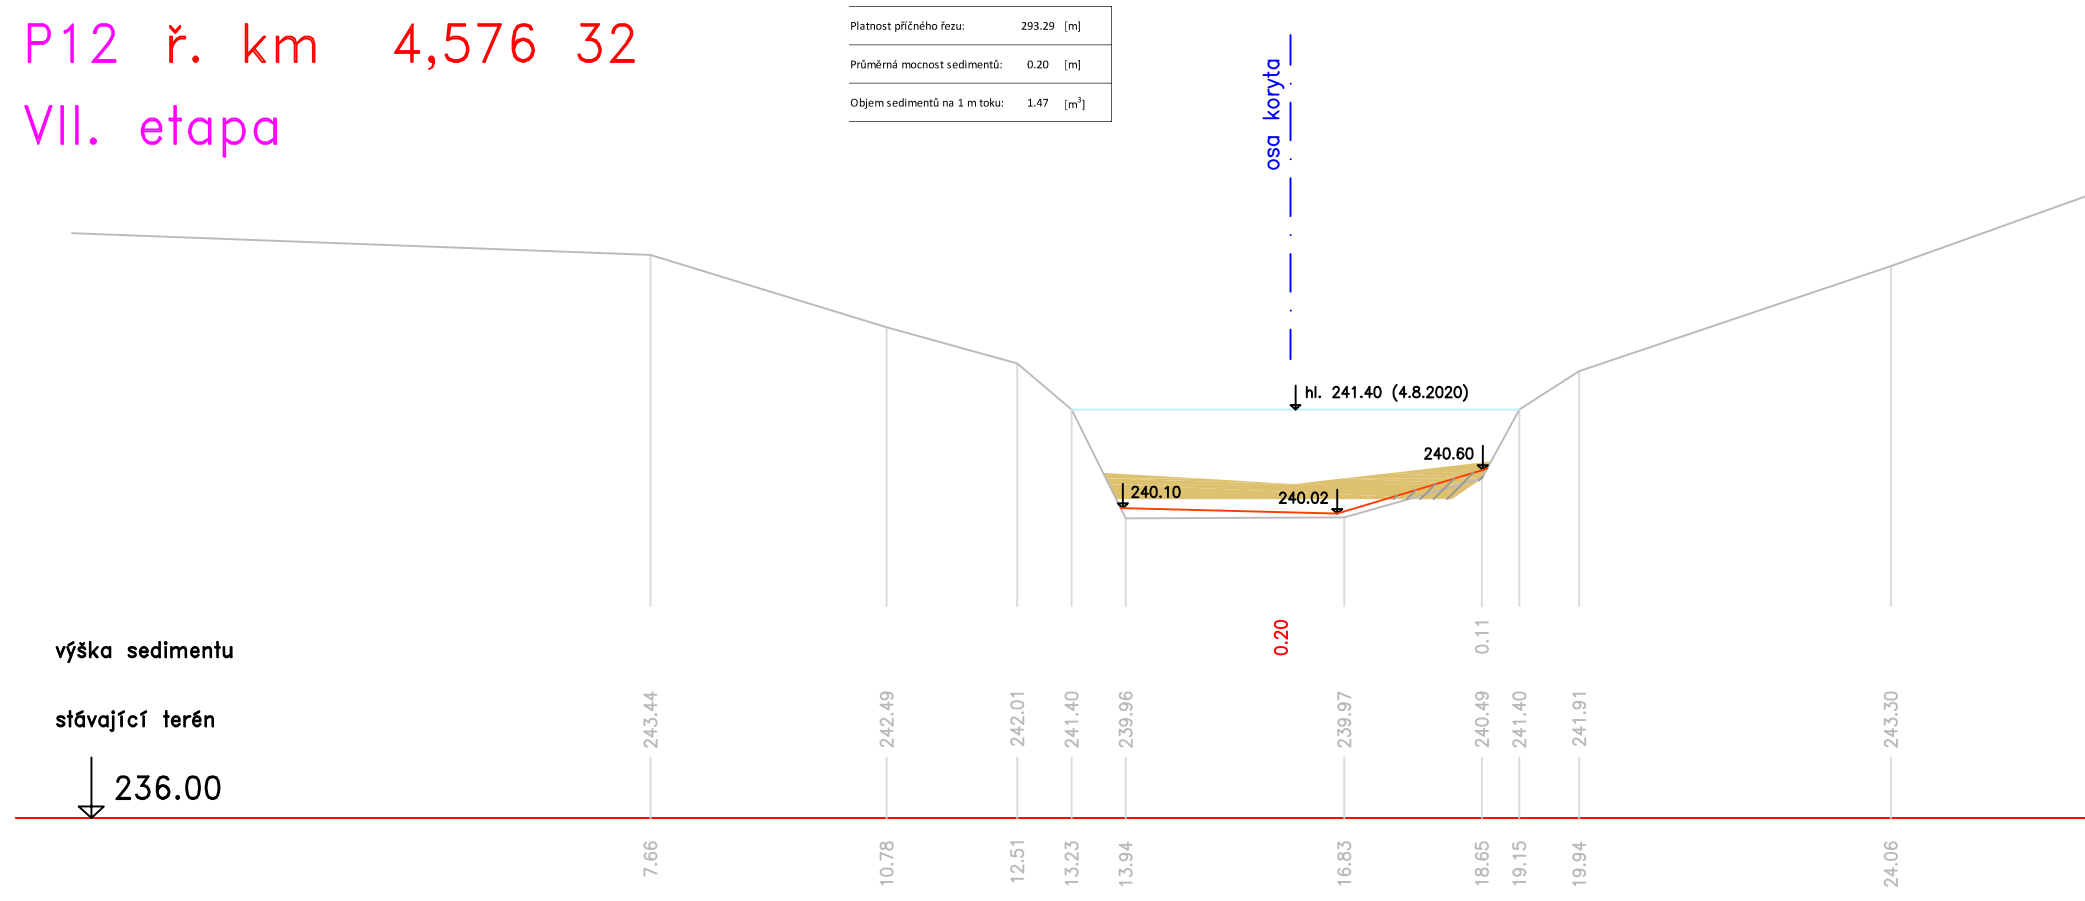 P12 ř. km 4,576 32
VII. etapa
Platnost příčného řezu: 293.29 [m]
Průměrná mocnost sedimentů: 0.20 [m]
Objem sedimentů na 1 m toku: 1.47 [m³]
osa koryta
hl. 241.40 (4.8.2020)
240.60
240.10
240.02
výška sedimentu
0.20
0.11
stávající terén
243.44
242.49
242.01
241.40
239.96
239.97
240.49
241.40
241.91
243.30
236.00
7.66
10.78
12.51
13.23
13.94
16.83
18.65
19.15
19.94
24.06